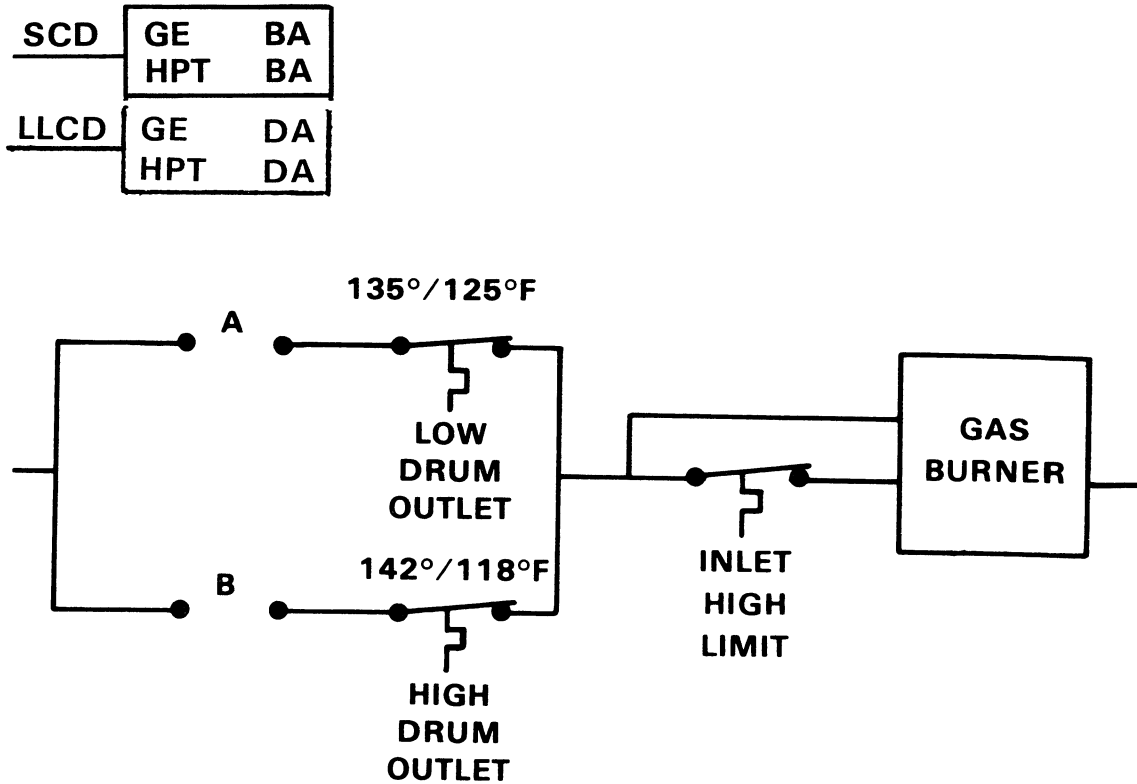 SCD GE BA
HPT BA
LLCD GE DA
HPT DA
135°/125°F
A
LOW
DRUM
OUTLET
GAS
BURNER
142°/118°F
B
INLET
HIGH
LIMIT
HIGH
DRUM
OUTLET